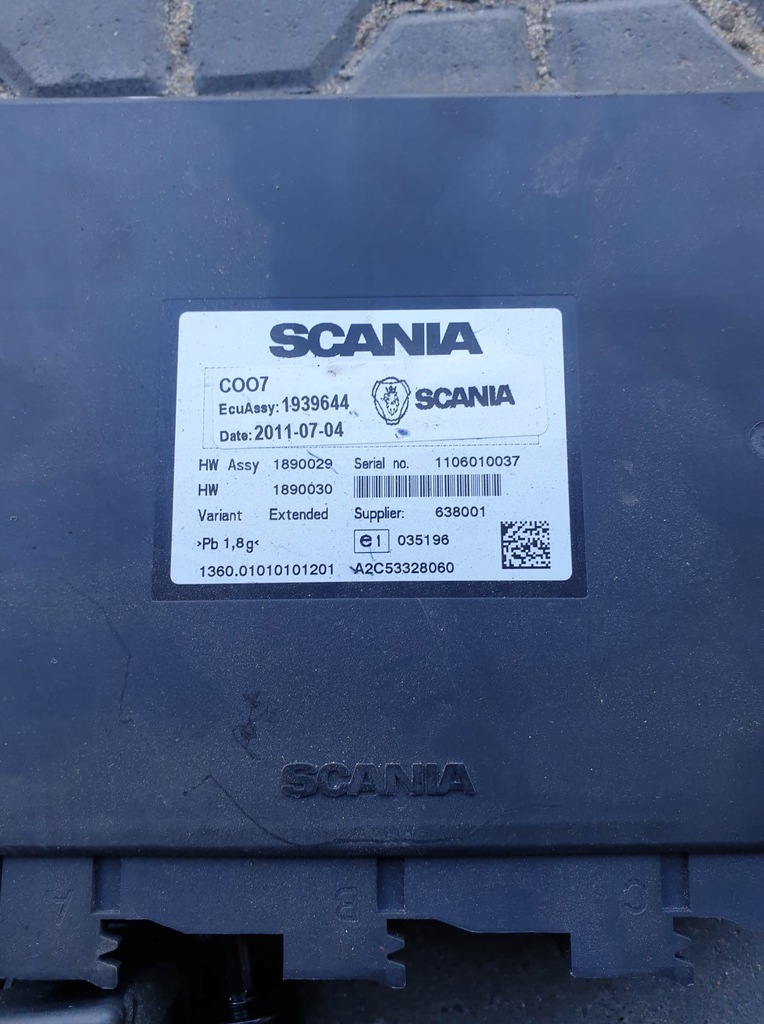 SCANIA
COO7
EcuAssy: 1939644
SCANIA
Date: 2011-07-04
HW Assy 1890029 Serial no. 1106010037
HW 1890030
Variant Extended Supplier: 638001
>Pb 1,8g< e1 035196
1360.01010101201 A2C53328060
SCANIA
A B C